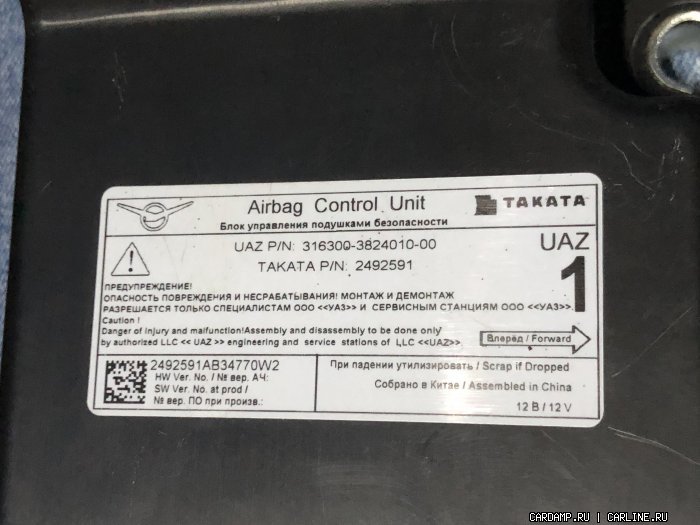 Airbag Control Unit
TAKATA
Блок управления подушками безопасности
UAZ P/N: 316300-3824010-00
UAZ
TAKATA P/N: 2492591
1
ПРЕДУПРЕЖДЕНИЕ!
ОПАСНОСТЬ ПОВРЕЖДЕНИЯ И НЕСРАБАТЫВАНИЯ! МОНТАЖ И ДЕМОНТАЖ
РАЗРЕШАЕТСЯ ТОЛЬКО СПЕЦИАЛИСТАМ ООО <<УАЗ>> И СЕРВИСНЫМ СТАНЦИЯМ ООО <<УАЗ>>.
Caution !
Danger of injury and malfunction!Assembly and disassembly to be done only
by authorized LLC << UAZ >> engineering and service stations of LLC <<UAZ>>.
Вперёд / Forward
2492591AB34770W2
HW Ver. No. / № вер. АЧ:
SW Ver. No. at prod /
№ вер. ПО при произв.:
При падении утилизировать / Scrap if Dropped
Собрано в Китае / Assembled in China
12 В / 12 V
CARDAMP.RU | CARLINE.RU